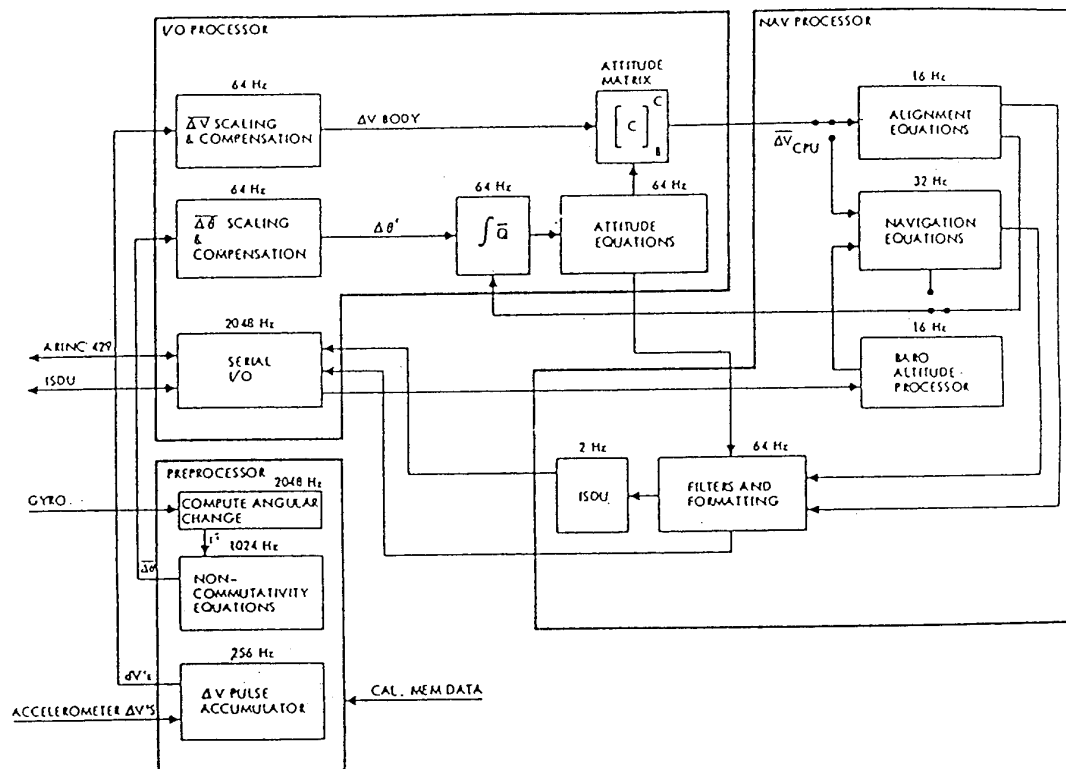 I/O PROCESSOR
64 Hz
ΔV SCALING
& COMPENSATION
ΔV BODY
ATTITUDE
MATRIX
[C]
C
B
64 Hz
Δθ SCALING
&
COMPENSATION
Δθ'
64 Hz
∫ Q
64 Hz
ATTITUDE
EQUATIONS
2048 Hz
SERIAL
I/O
ARINC 429
ISDU
NAV PROCESSOR
ΔV CPU
16 Hz
ALIGNMENT
EQUATIONS
32 Hz
NAVIGATION
EQUATIONS
16 Hz
BARO
ALTITUDE
PROCESSOR
2 Hz
ISDU
64 Hz
FILTERS AND
FORMATTING
PREPROCESSOR
2048 Hz
GYRO
COMPUTE ANGULAR
CHANGE
1024 Hz
Δθ
NON-
COMMUTATIVITY
EQUATIONS
256 Hz
dV's
ΔV PULSE
ACCUMULATOR
ACCELEROMETER ΔV'S
CAL. MEM DATA